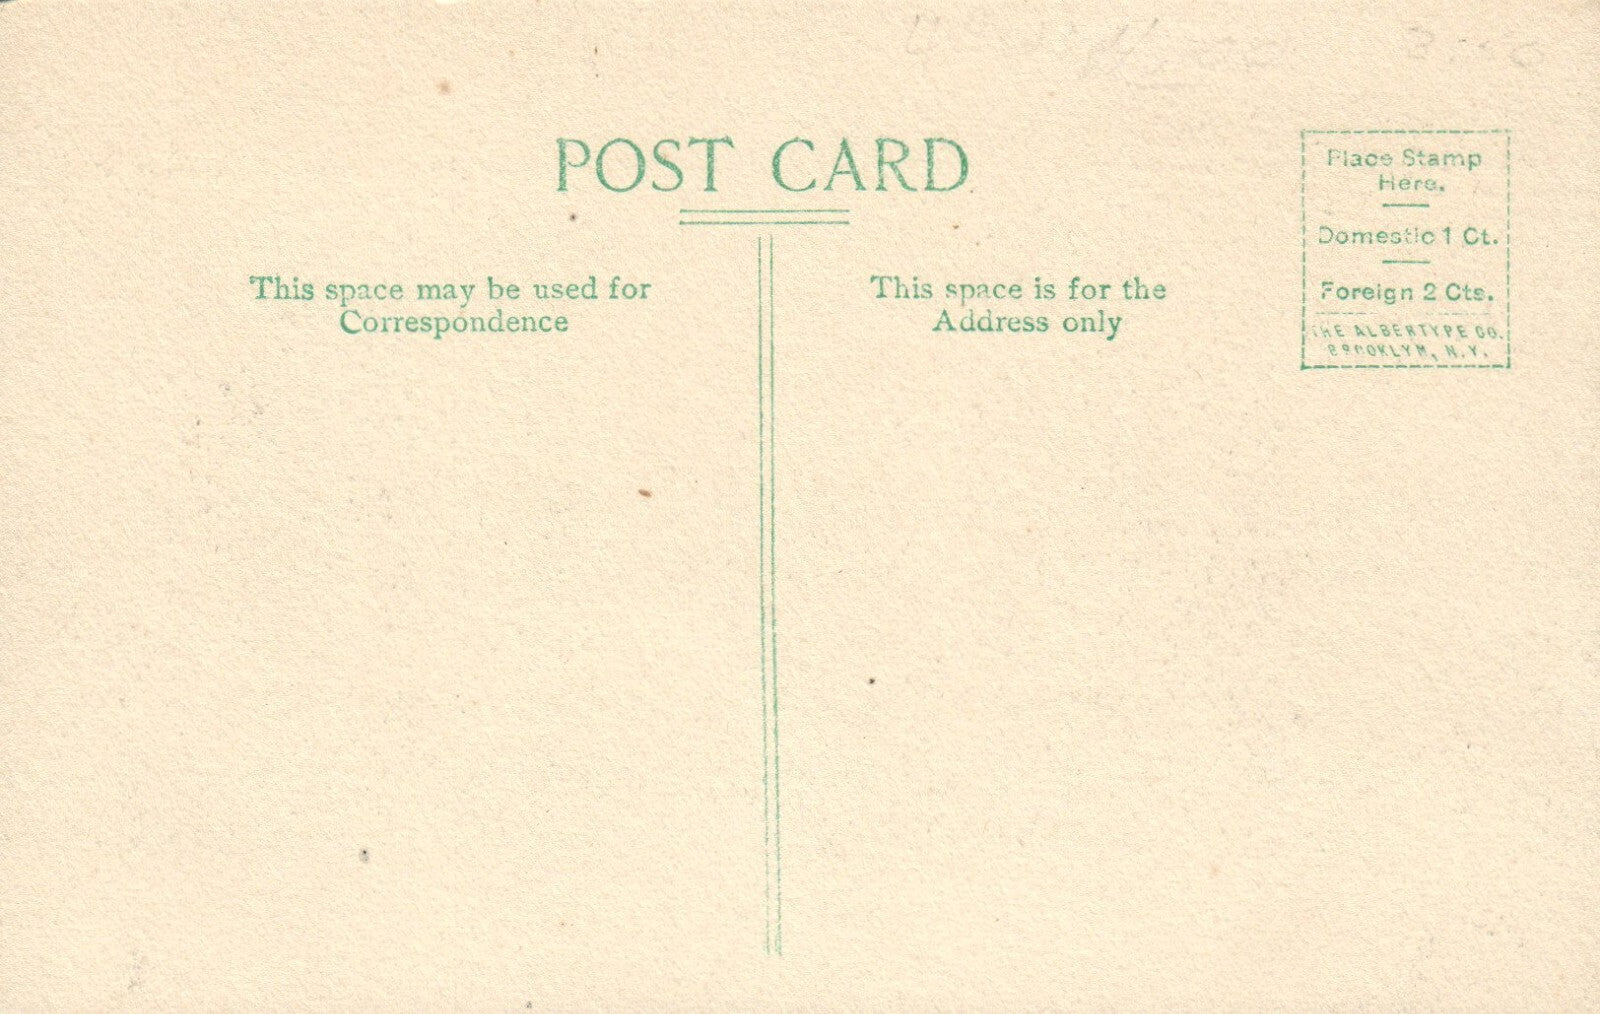 POST CARD
This space may be used for
Correspondence
This space is for the
Address only
Place Stamp
Here.
Domestic 1 Ct.
Foreign 2 Cts.
THE ALBERTYPE CO.
BROOKLYN, N.Y.